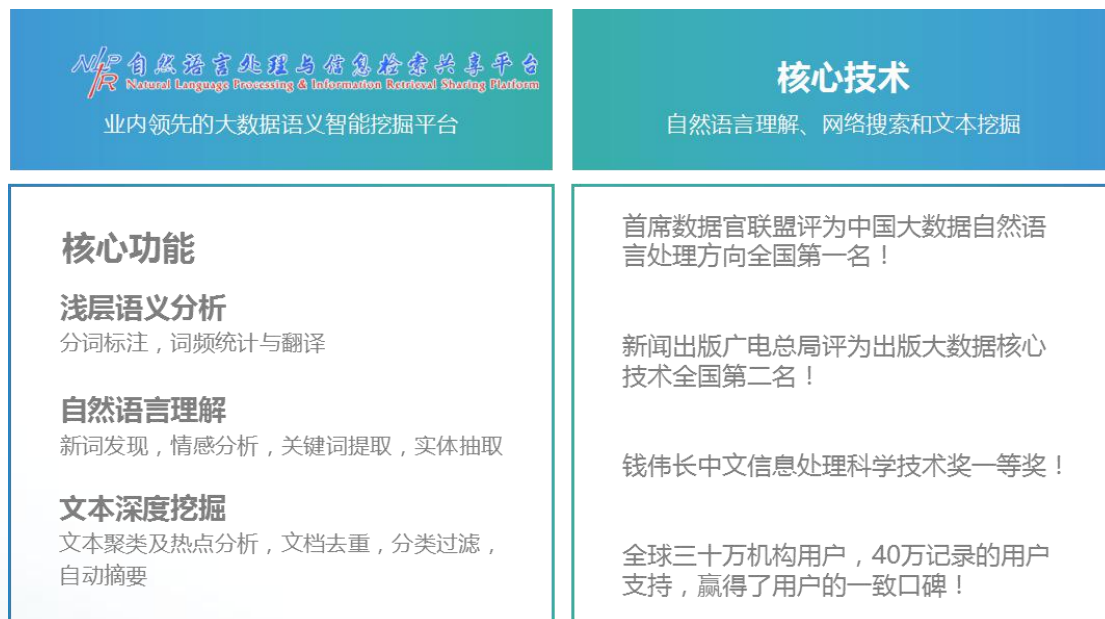 NLPIR 自然语言处理与信息检索共享平台
Natural Language Processing & Information Retrieval Sharing Platform
业内领先的大数据语义智能挖掘平台
核心功能
浅层语义分析
分词标注，词频统计与翻译
自然语言理解
新词发现，情感分析，关键词提取，实体抽取
文本深度挖掘
文本聚类及热点分析，文档去重，分类过滤，
自动摘要
核心技术
自然语言理解、网络搜索和文本挖掘
首席数据官联盟评为中国大数据自然语
言处理方向全国第一名！
新闻出版广电总局评为出版大数据核心
技术全国第二名！
钱伟长中文信息处理科学技术奖一等奖！
全球三十万机构用户，40万记录的用户
支持，赢得了用户的一致口碑！